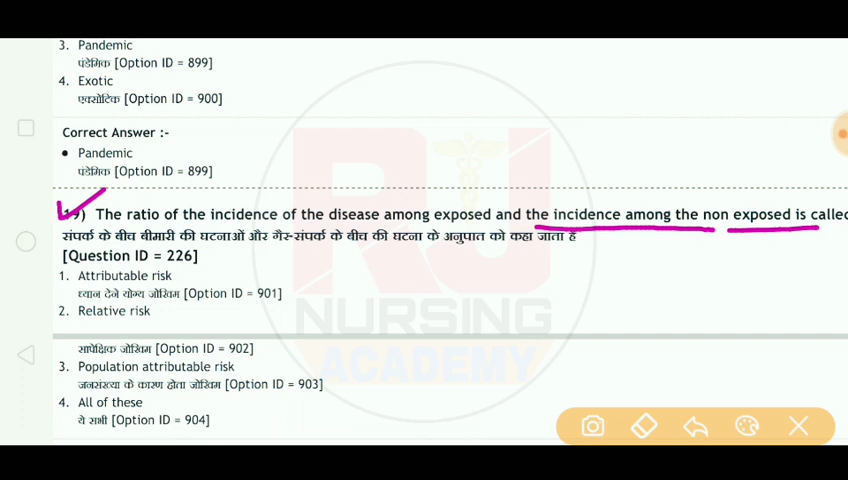 3. Pandemic
पंडेमिक [Option ID = 899]
4. Exotic
एक्सोटिक [Option ID = 900]
Correct Answer :-
• Pandemic
पंडेमिक [Option ID = 899]
19) The ratio of the incidence of the disease among exposed and the incidence among the non exposed is called
संपर्क के बीच बीमारी की घटनाओं और गैर-संपर्क के बीच की घटना के अनुपात को कहा जाता है
[Question ID = 226]
1. Attributable risk
ध्यान देने योग्य जोखिम [Option ID = 901]
2. Relative risk
सापेक्षिक जोखिम [Option ID = 902]
3. Population attributable risk
जनसंख्या के कारण होता जोखिम [Option ID = 903]
4. All of these
ये सभी [Option ID = 904]
RJ
NURSING
ACADEMY